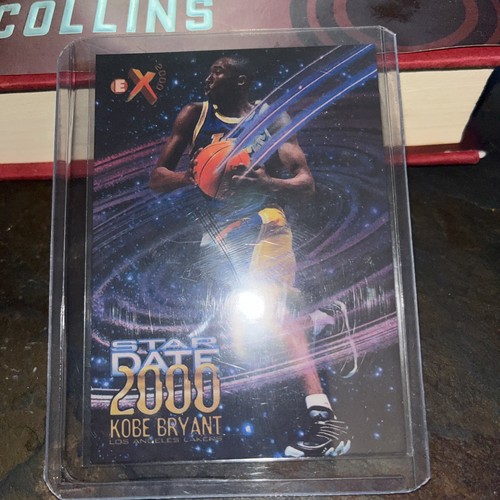 COLLINS
EX
2000
STAR
DATE
2000
KOBE BRYANT
LOS ANGELES LAKERS